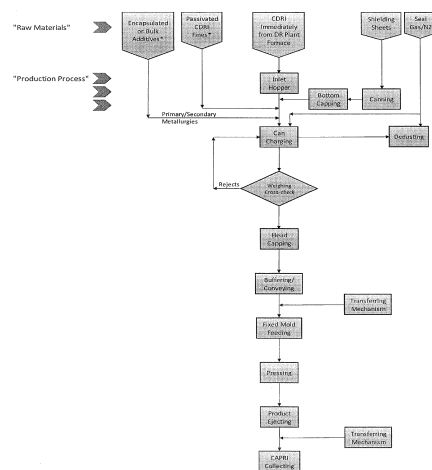 "Raw Materials"
Encapsulated
or Bulk
Additives*
Passivated
CDRI
Fines*
CDRI
Immediately
from DR Plant
Furnace
Shielding
Sheets
Seal
Gas/N2
"Production Process"
Inlet
Hopper
Bottom
Capping
Canning
Primary/Secondary
Metallurgies
Can
Charging
Dedusting
Rejects
Weighing
Cross-check
Head
Capping
Buffering/
Conveying
Transferring
Mechanism
Fixed Mold
Feeding
Pressing
Product
Ejecting
Transferring
Mechanism
CAPRI
Collecting